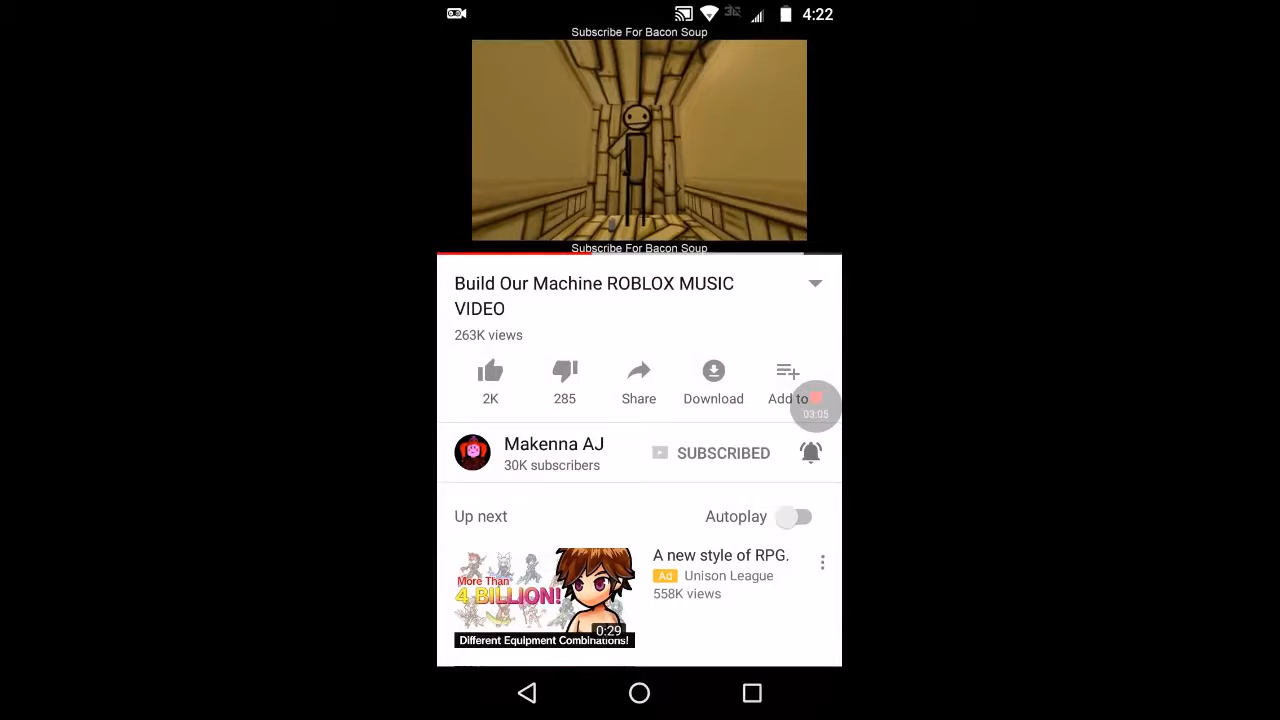 4:22
Subscribe For Bacon Soup
Subscribe For Bacon Soup
Build Our Machine ROBLOX MUSIC
VIDEO
263K views
2K
285
Share
Download
Add to
03:05
Makenna AJ
30K subscribers
SUBSCRIBED
Up next
Autoplay
More Than
4 BILLION!
0:29
Different Equipment Combinations!
A new style of RPG.
Ad Unison League
558K views